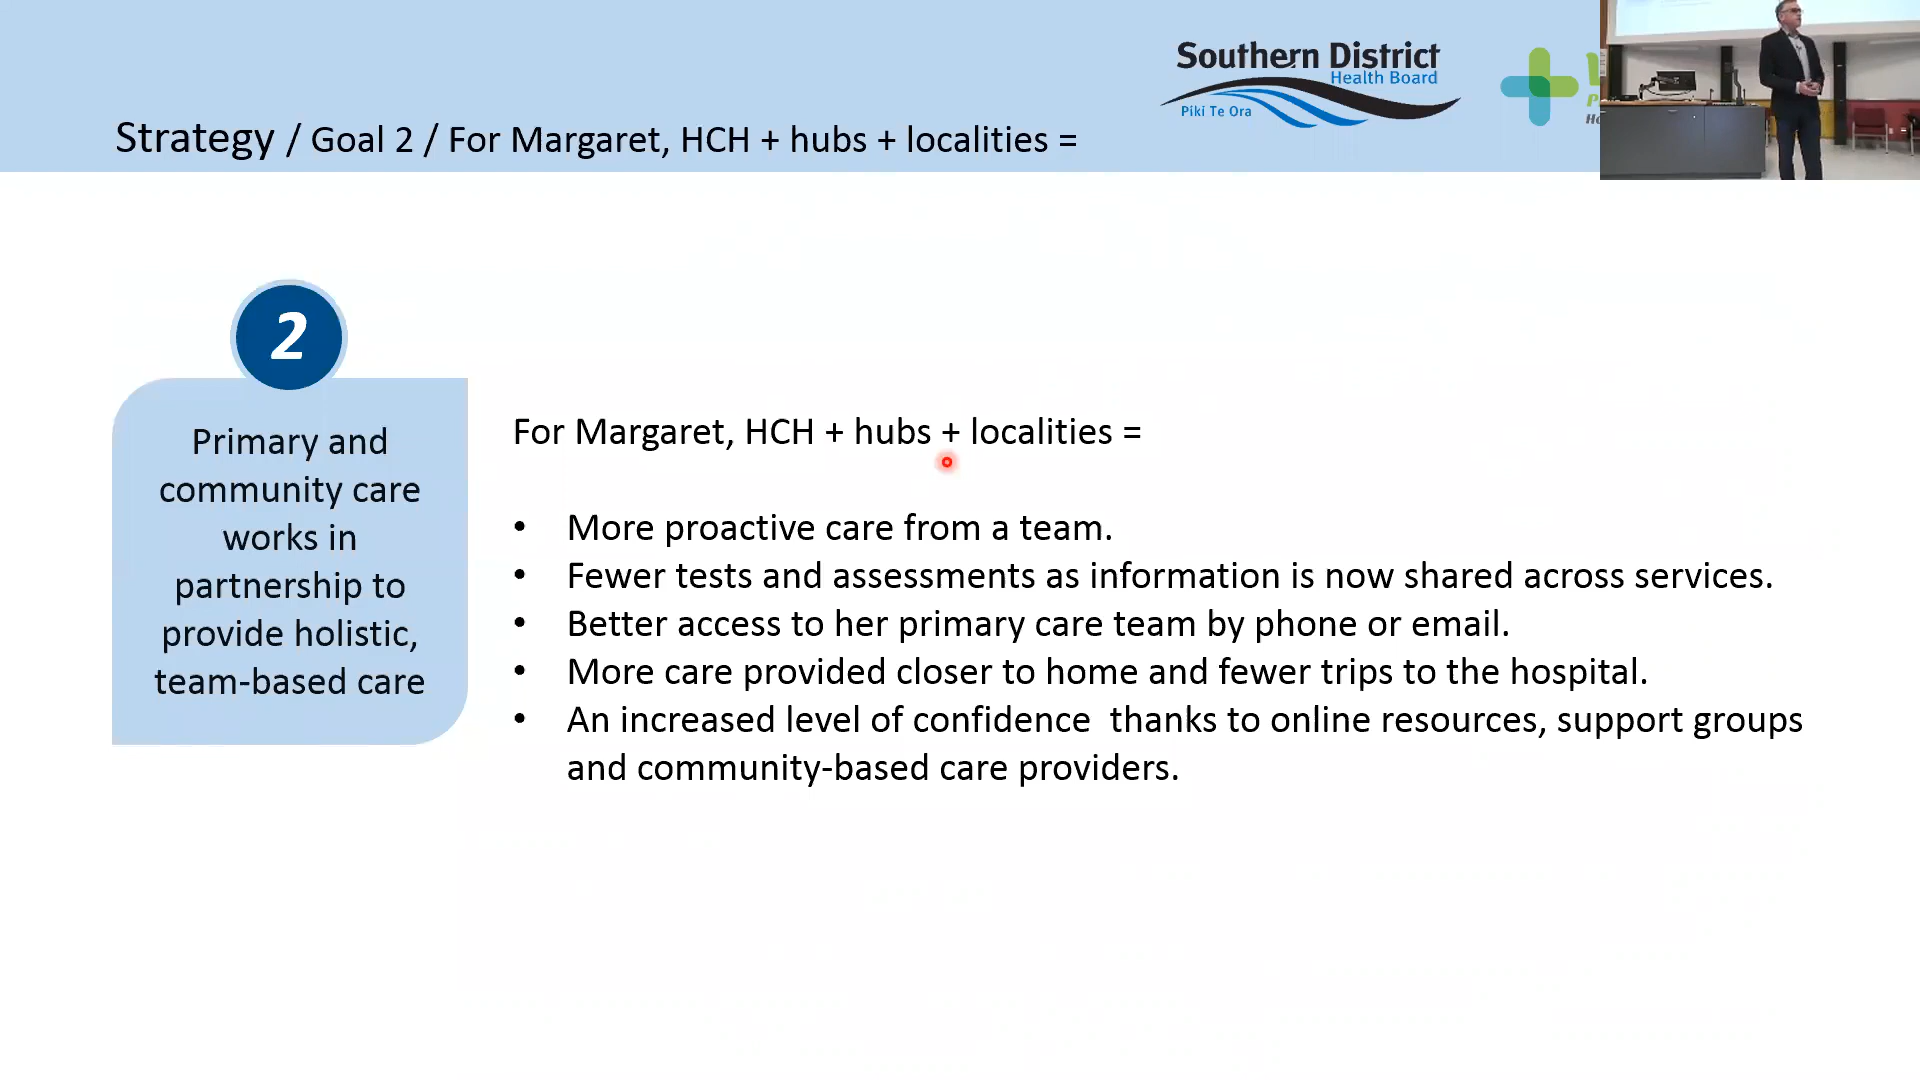 Southern District
Health Board
Piki Te Ora
Strategy / Goal 2 / For Margaret, HCH + hubs + localities =
2
Primary and
community care
works in
partnership to
provide holistic,
team-based care
For Margaret, HCH + hubs + localities =
• More proactive care from a team.
• Fewer tests and assessments as information is now shared across services.
• Better access to her primary care team by phone or email.
• More care provided closer to home and fewer trips to the hospital.
• An increased level of confidence  thanks to online resources, support groups
and community-based care providers.